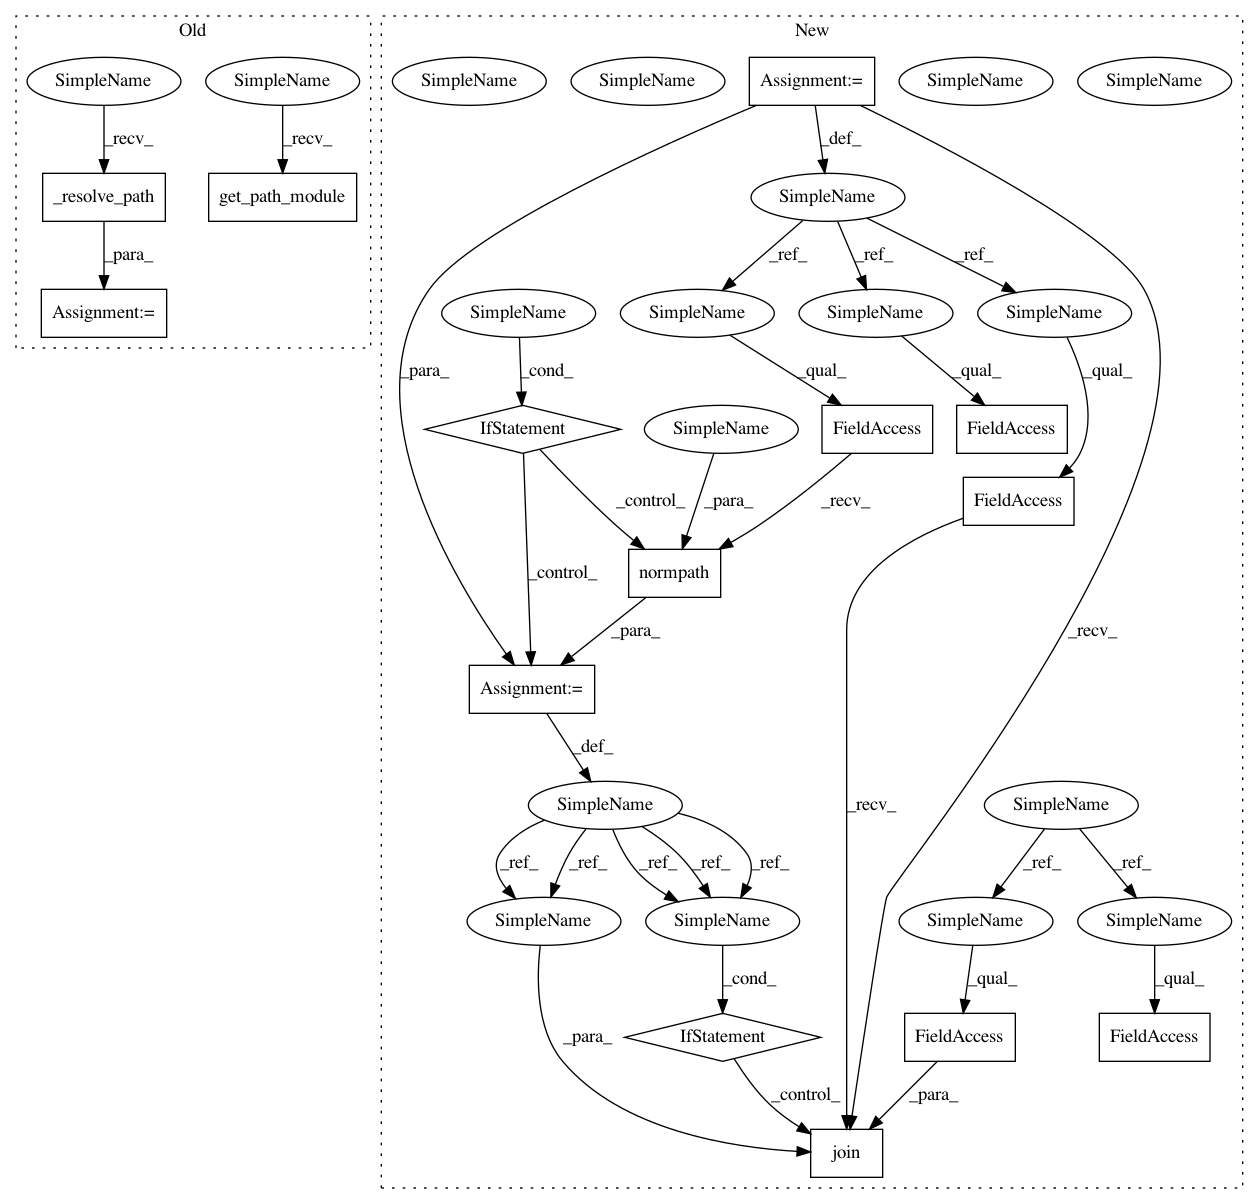 Old
New
SimpleName
SimpleName
SimpleName
SimpleName
Assignment:=
SimpleName
SimpleName
_recv_
_recv_
_def_
_resolve_path
get_path_module
SimpleName
_para_
_ref_
_ref_
_ref_
Assignment:=
SimpleName
SimpleName
SimpleName
SimpleName
_para_
_cond_
_qual_
_qual_
_qual_
IfStatement
SimpleName
FieldAccess
FieldAccess
_control_
_para_
_recv_
FieldAccess
_control_
normpath
_para_
_recv_
Assignment:=
_def_
SimpleName
_recv_
SimpleName
_ref_
_ref_
_ref_
_ref_
_ref_
_ref_
_ref_
SimpleName
SimpleName
SimpleName
SimpleName
_cond_
_qual_
_qual_
_para_
IfStatement
FieldAccess
FieldAccess
_control_
_para_
join